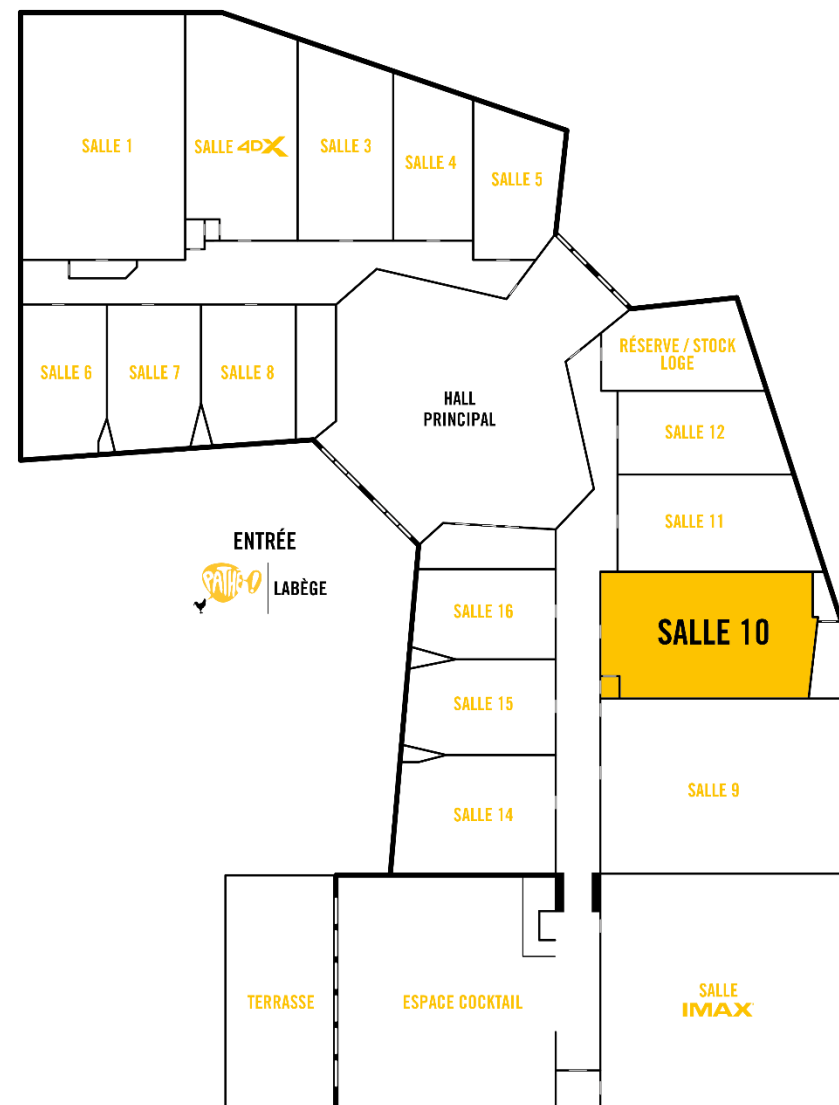 SALLE 1
SALLE 4DX
SALLE 3
SALLE 4
SALLE 5
SALLE 6
SALLE 7
SALLE 8
HALL
PRINCIPAL
RÉSERVE / STOCK
LOGE
SALLE 12
SALLE 11
ENTRÉE
PATHÉ
LABÈGE
SALLE 16
SALLE 10
SALLE 15
SALLE 9
SALLE 14
TERRASSE
ESPACE COCKTAIL
SALLE
IMAX